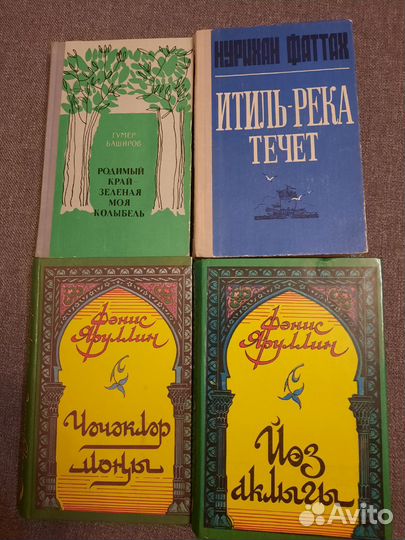 ГУМЕР
БАШИРОВ
РОДИМЫЙ
КРАЙ
ЗЕЛЕНАЯ
МОЯ
КОЛЫБЕЛЬ
НУРИХАН ФАТТАХ
ИТИЛЬ-РЕКА
ТЕЧЕТ
Фәнис
Яруллин
Чәчәкләр
моңы
Фәнис
Яруллин
Йөз
аклыгы
Avito